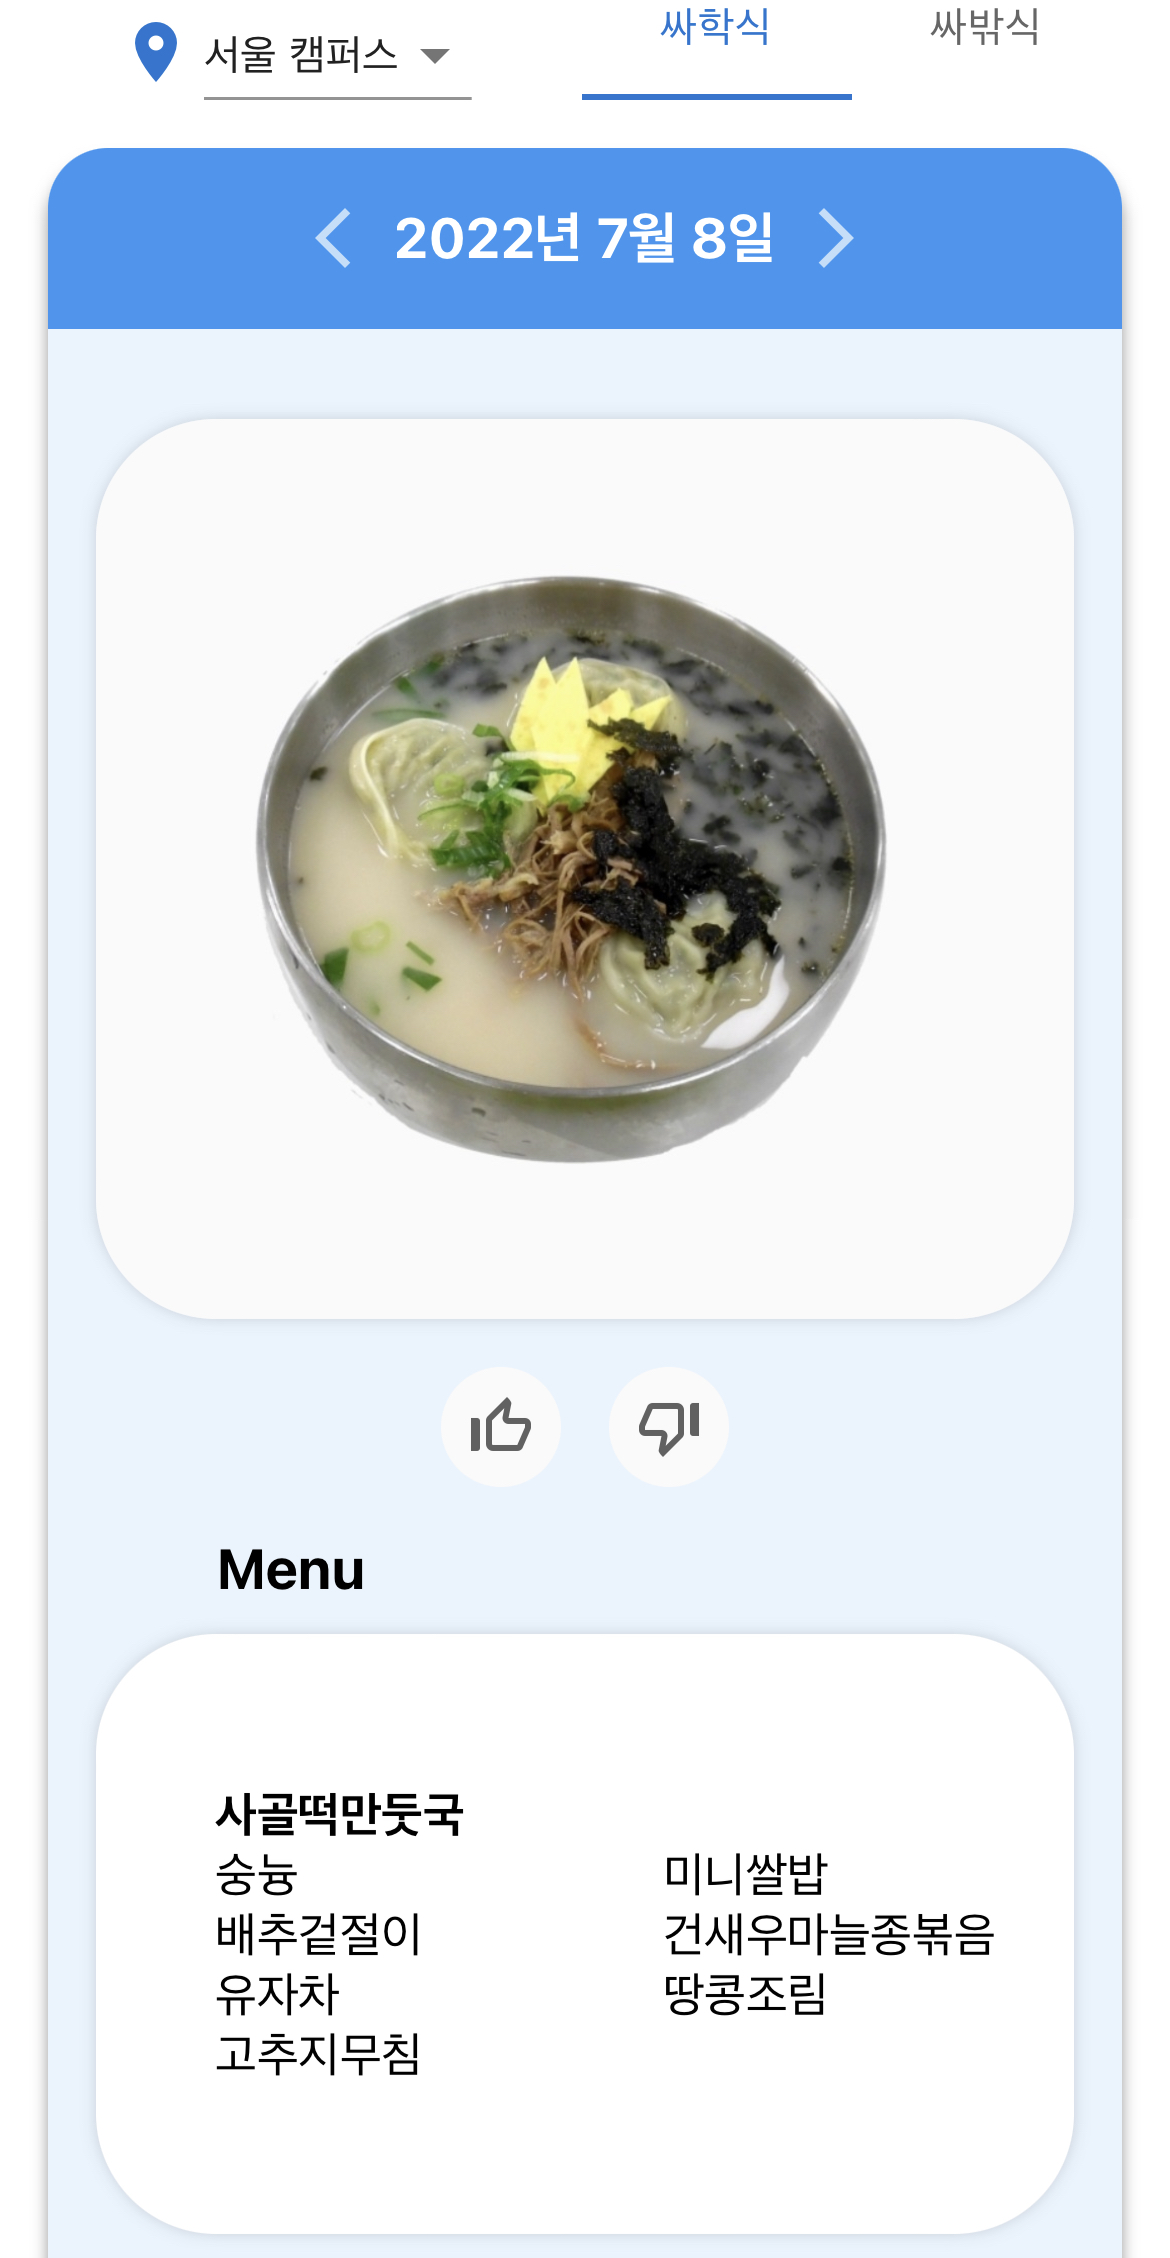 서울 캠퍼스
싸학식
싸밖식
2022년 7월 8일
Menu
사골떡만둣국
숭늉
미니쌀밥
배추겉절이
건새우마늘종볶음
유자차
땅콩조림
고추지무침